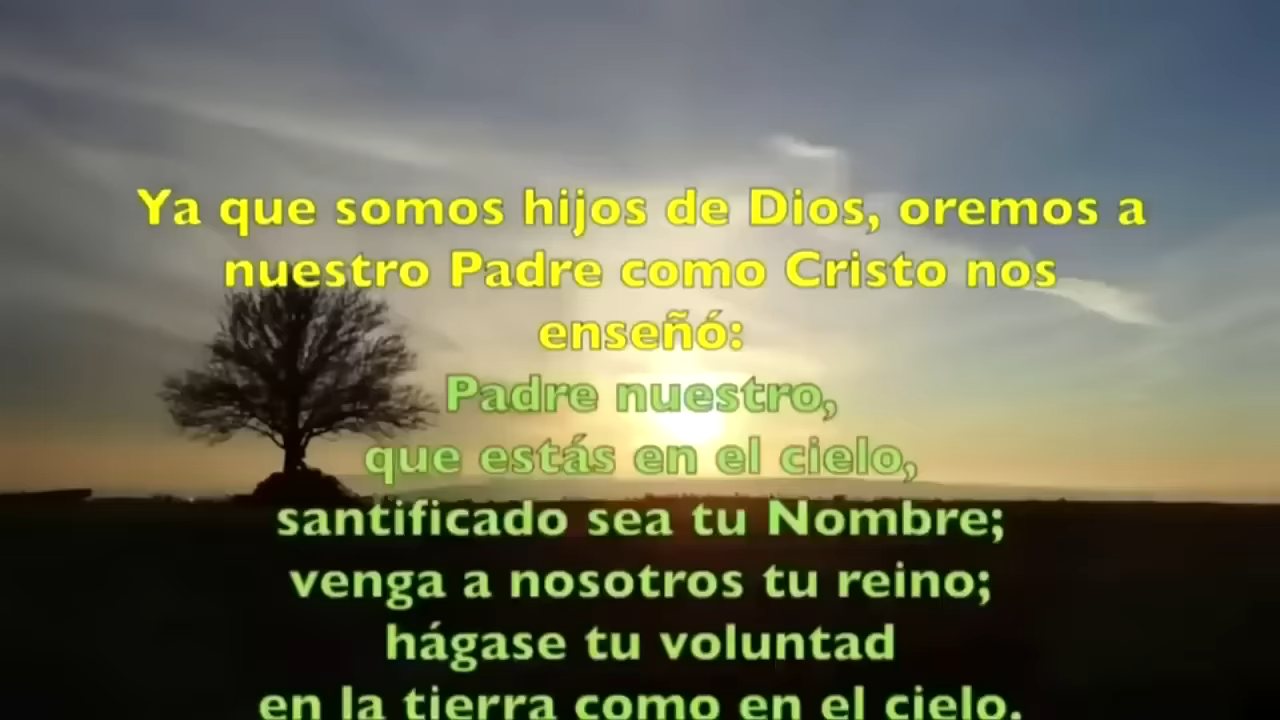 Ya que somos hijos de Dios, oremos a
nuestro Padre como Cristo nos
enseñó:
Padre nuestro,
que estás en el cielo,
santificado sea tu Nombre;
venga a nosotros tu reino;
hágase tu voluntad
en la tierra como en el cielo.